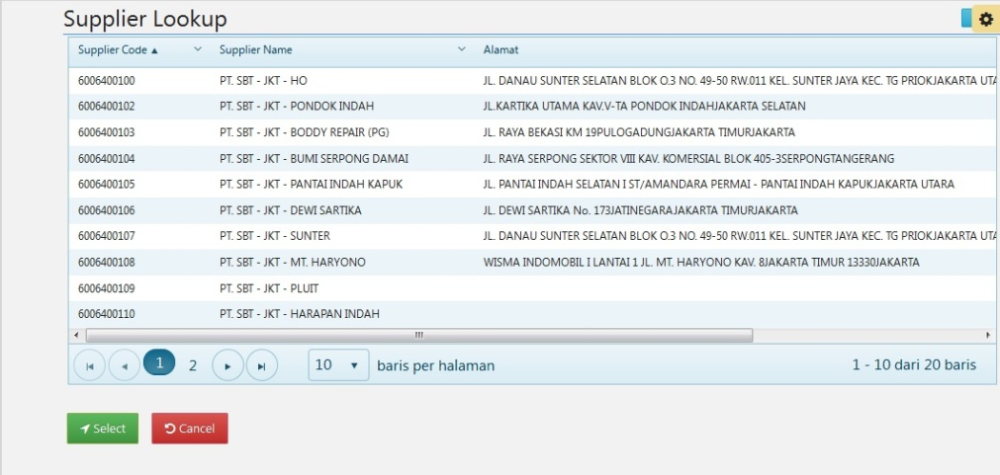 Supplier Lookup
Supplier Code Supplier Name Alamat
6006400100 PT. SBT - JKT - HO JL. DANAU SUNTER SELATAN BLOK O.3 NO. 49-50 RW.011 KEL. SUNTER JAYA KEC. TG PRIOKJAKARTA UTA
6006400102 PT. SBT - JKT - PONDOK INDAH JL.KARTIKA UTAMA KAV.V-TA PONDOK INDAHJAKARTA SELATAN
6006400103 PT. SBT - JKT - BODDY REPAIR (PG) JL. RAYA BEKASI KM 19PULOGADUNGJAKARTA TIMURJAKARTA
6006400104 PT. SBT - JKT - BUMI SERPONG DAMAI JL. RAYA SERPONG SEKTOR VIII KAV. KOMERSIAL BLOK 405-3SERPONGTANGERANG
6006400105 PT. SBT - JKT - PANTAI INDAH KAPUK JL. PANTAI INDAH SELATAN I ST/AMANDARA PERMAI - PANTAI INDAH KAPUKJAKARTA UTARA
6006400106 PT. SBT - JKT - DEWI SARTIKA JL. DEWI SARTIKA No. 173JATINEGARAJAKARTA TIMURJAKARTA
6006400107 PT. SBT - JKT - SUNTER JL. DANAU SUNTER SELATAN BLOK O.3 NO. 49-50 RW.011 KEL. SUNTER JAYA KEC. TG PRIOKJAKARTA UTA
6006400108 PT. SBT - JKT - MT. HARYONO WISMA INDOMOBIL I LANTAI 1 JL. MT. HARYONO KAV. 8JAKARTA TIMUR 13330JAKARTA
6006400109 PT. SBT - JKT - PLUIT
6006400110 PT. SBT - JKT - HARAPAN INDAH
1 2 10 baris per halaman 1 - 10 dari 20 baris
Select Cancel